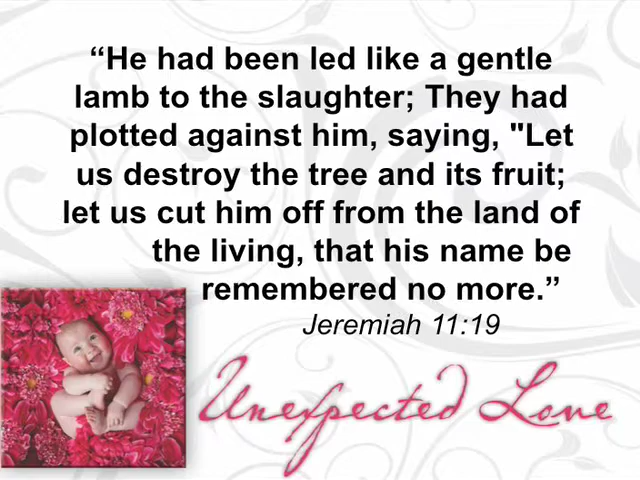 “He had been led like a gentle
lamb to the slaughter; They had
plotted against him, saying, "Let
us destroy the tree and its fruit;
let us cut him off from the land of
the living, that his name be
remembered no more.”
Jeremiah 11:19
Unexpected Love